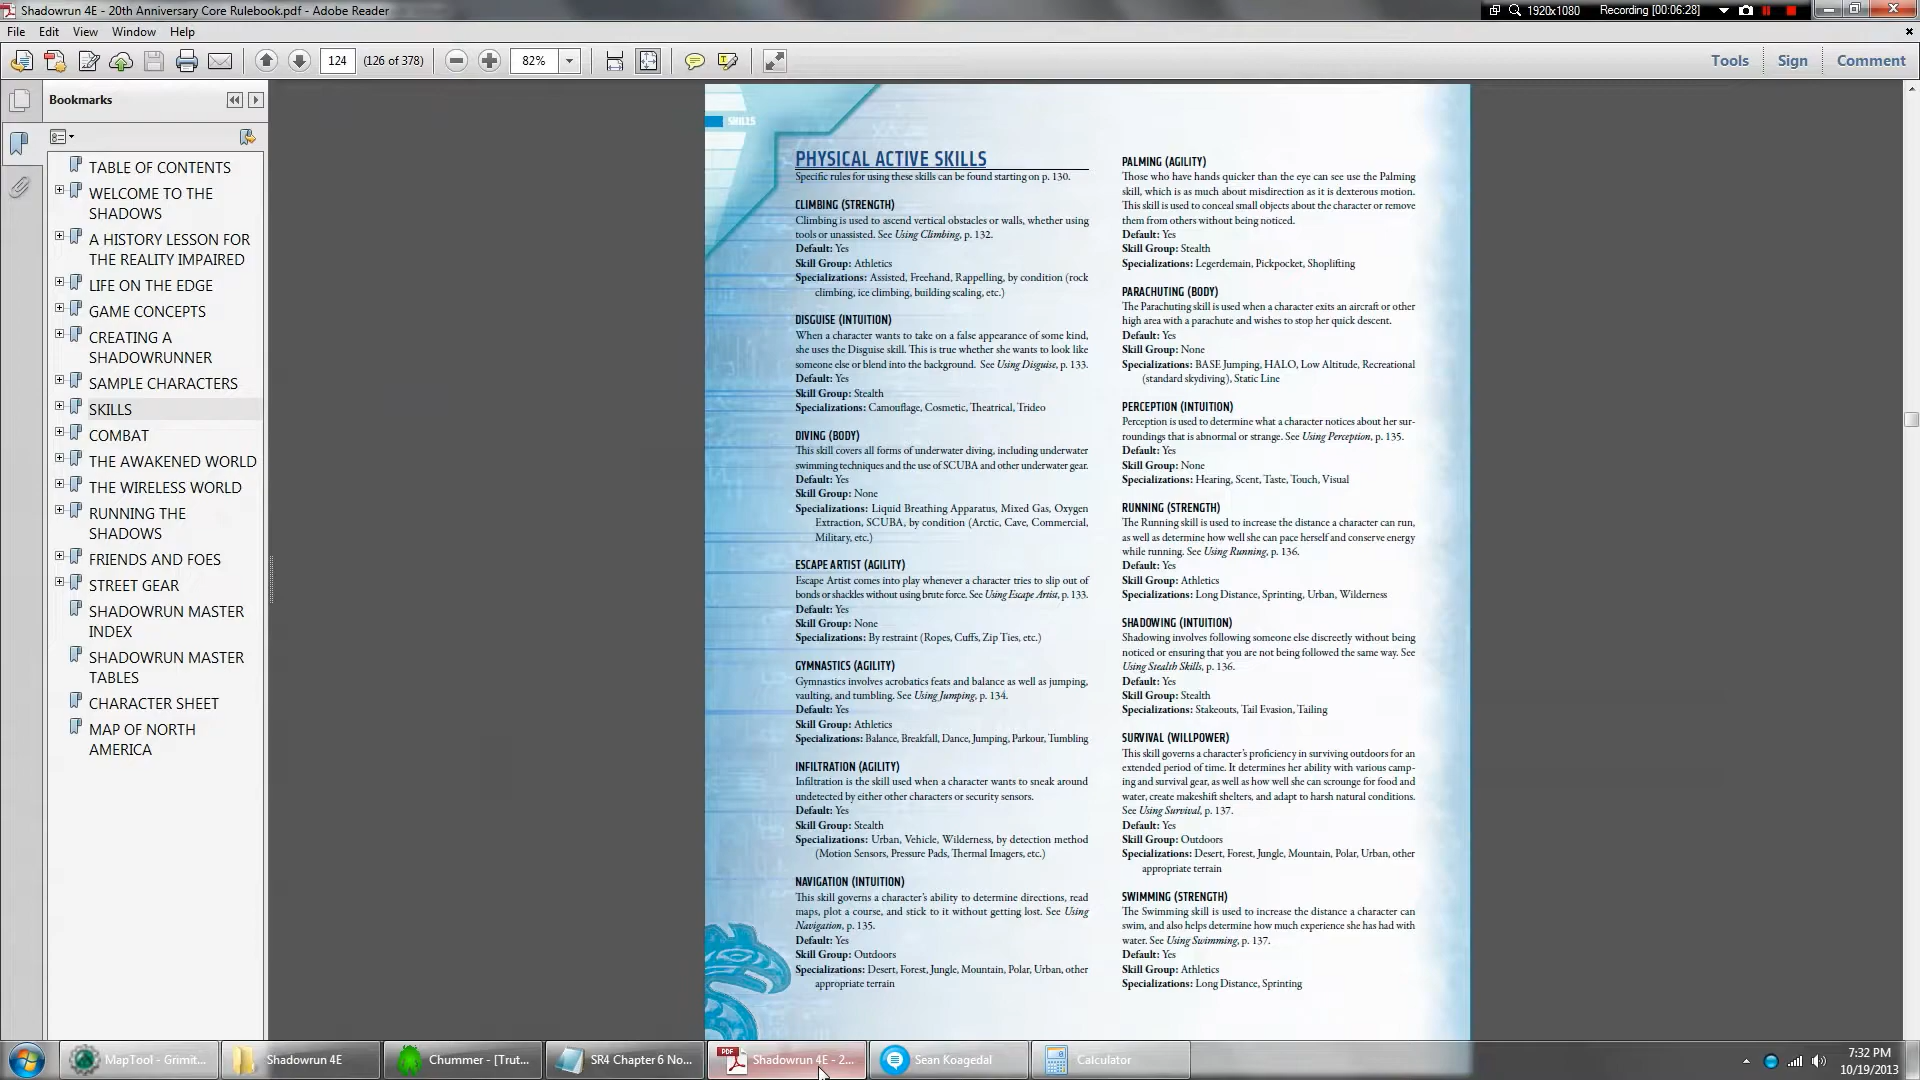 Shadowrun 4E - 20th Anniversary Core Rulebook.pdf - Adobe Reader
1920x1080
Recording [00:06:28]
File Edit View Window Help
124 (126 of 378) 82%
Tools Sign Comment
Bookmarks
TABLE OF CONTENTS
WELCOME TO THE
SHADOWS
A HISTORY LESSON FOR
THE REALITY IMPAIRED
LIFE ON THE EDGE
GAME CONCEPTS
CREATING A
SHADOWRUNNER
SAMPLE CHARACTERS
SKILLS
COMBAT
THE AWAKENED WORLD
THE WIRELESS WORLD
RUNNING THE
SHADOWS
FRIENDS AND FOES
STREET GEAR
SHADOWRUN MASTER
INDEX
SHADOWRUN MASTER
TABLES
CHARACTER SHEET
MAP OF NORTH
AMERICA
SKILLS
PHYSICAL ACTIVE SKILLS
Specific rules for using these skills can be found starting on p. 130.
CLIMBING (STRENGTH)
Climbing is used to ascend vertical obstacles or walls, whether using
tools or unassisted. See Using Climbing, p. 132.
Default: Yes
Skill Group: Athletics
Specializations: Assisted, Freehand, Rappelling, by condition (rock
climbing, ice climbing, building scaling, etc.)
DISGUISE (INTUITION)
When a character wants to take on a false appearance of some kind,
she uses the Disguise skill. This is true whether she wants to look like
someone else or blend into the background. See Using Disguise, p. 133.
Default: Yes
Skill Group: Stealth
Specializations: Camouflage, Cosmetic, Theatrical, Trideo
DIVING (BODY)
This skill covers all forms of underwater diving, including underwater
swimming techniques and the use of SCUBA and other underwater gear.
Default: Yes
Skill Group: None
Specializations: Liquid Breathing Apparatus, Mixed Gas, Oxygen
Extraction, SCUBA, by condition (Arctic, Cave, Commercial,
Military, etc.)
ESCAPE ARTIST (AGILITY)
Escape Artist comes into play whenever a character tries to slip out of
bonds or shackles without using brute force. See Using Escape Artist, p. 133.
Default: Yes
Skill Group: None
Specializations: By restraint (Ropes, Cuffs, Zip Ties, etc.)
GYMNASTICS (AGILITY)
Gymnastics involves acrobatics feats and balance as well as jumping,
vaulting, and tumbling. See Using Jumping, p. 134.
Default: Yes
Skill Group: Athletics
Specializations: Balance, Breakfall, Dance, Jumping, Parkour, Tumbling
INFILTRATION (AGILITY)
Infiltration is the skill used when a character wants to sneak around
undetected by either other characters or security sensors.
Default: Yes
Skill Group: Stealth
Specializations: Urban, Vehicle, Wilderness, by detection method
(Motion Sensors, Pressure Pads, Thermal Imagers, etc.)
NAVIGATION (INTUITION)
This skill governs a character's ability to determine directions, read
maps, plot a course, and stick to it without getting lost. See Using
Navigation, p. 135.
Default: Yes
Skill Group: Outdoors
Specializations: Desert, Forest, Jungle, Mountain, Polar, Urban, other
appropriate terrain
PALMING (AGILITY)
Those who have hands quicker than the eye can see use the Palming
skill, which is as much about misdirection as it is dexterous motion.
This skill is used to conceal small objects about the character or remove
them from others without being noticed.
Default: Yes
Skill Group: Stealth
Specializations: Legerdemain, Pickpocket, Shoplifting
PARACHUTING (BODY)
The Parachuting skill is used when a character exits an aircraft or other
high area with a parachute and wishes to stop her quick descent.
Default: Yes
Skill Group: None
Specializations: BASE Jumping, HALO, Low Altitude, Recreational
(standard skydiving), Static Line
PERCEPTION (INTUITION)
Perception is used to determine what a character notices about her sur-
roundings that is abnormal or strange. See Using Perception, p. 135.
Default: Yes
Skill Group: None
Specializations: Hearing, Scent, Taste, Touch, Visual
RUNNING (STRENGTH)
The Running skill is used to increase the distance a character can run,
as well as determine how well she can pace herself and conserve energy
while running. See Using Running, p. 136.
Default: Yes
Skill Group: Athletics
Specializations: Long Distance, Sprinting, Urban, Wilderness
SHADOWING (INTUITION)
Shadowing involves following someone else discreetly without being
noticed or ensuring that you are not being followed the same way. See
Using Stealth Skills, p. 136.
Default: Yes
Skill Group: Stealth
Specializations: Stakeouts, Tail Evasion, Tailing
SURVIVAL (WILLPOWER)
This skill governs a character's proficiency in surviving outdoors for an
extended period of time. It determines her ability with various camp-
ing and survival gear, as well as how well she can scrounge for food and
water, create makeshift shelters, and adapt to harsh natural conditions.
See Using Survival, p. 137.
Default: Yes
Skill Group: Outdoors
Specializations: Desert, Forest, Jungle, Mountain, Polar, Urban, other
appropriate terrain
SWIMMING (STRENGTH)
The Swimming skill is used to increase the distance a character can
swim, and also helps determine how much experience she has had with
water. See Using Swimming, p. 137.
Default: Yes
Skill Group: Athletics
Specializations: Long Distance, Sprinting
MapTool - Grimit...
Shadowrun 4E
Chummer - [Trut...
SR4 Chapter 6 No...
PDF
Shadowrun 4E - 2...
Sean Koagedal
Calculator
7:32 PM
10/19/2013